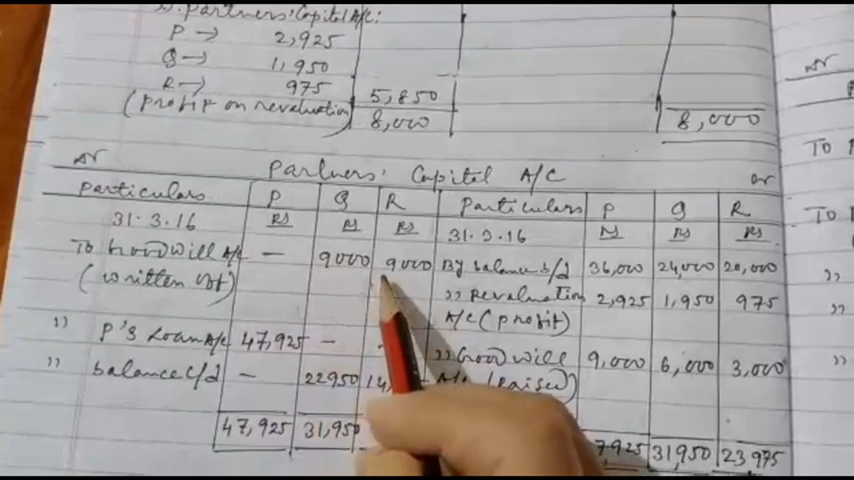 Partners' Capital A/c:
P → 2,925
Q → 1,950
R → 975
(Profit on revaluation) 5,850
8,000 8,000
Partners' Capital A/C
Particulars P Q R Particulars P Q R
31.3.16 Rs Rs Rs 31.3.16 Rs Rs Rs
To Goodwill A/c — 9000 9000 By balance b/d 36,000 24,000 20,000
(written off) ,, Revaluation 2,925 1,950 975
A/c (profit)
,, P's Loan A/c 47,925 — ,, Goodwill 9,000 6,000 3,000
,, balance c/d — 22950 A/c (Raised)
47,925 31,950 7,925 31,950 23,975
To
To
,,
,,
,,